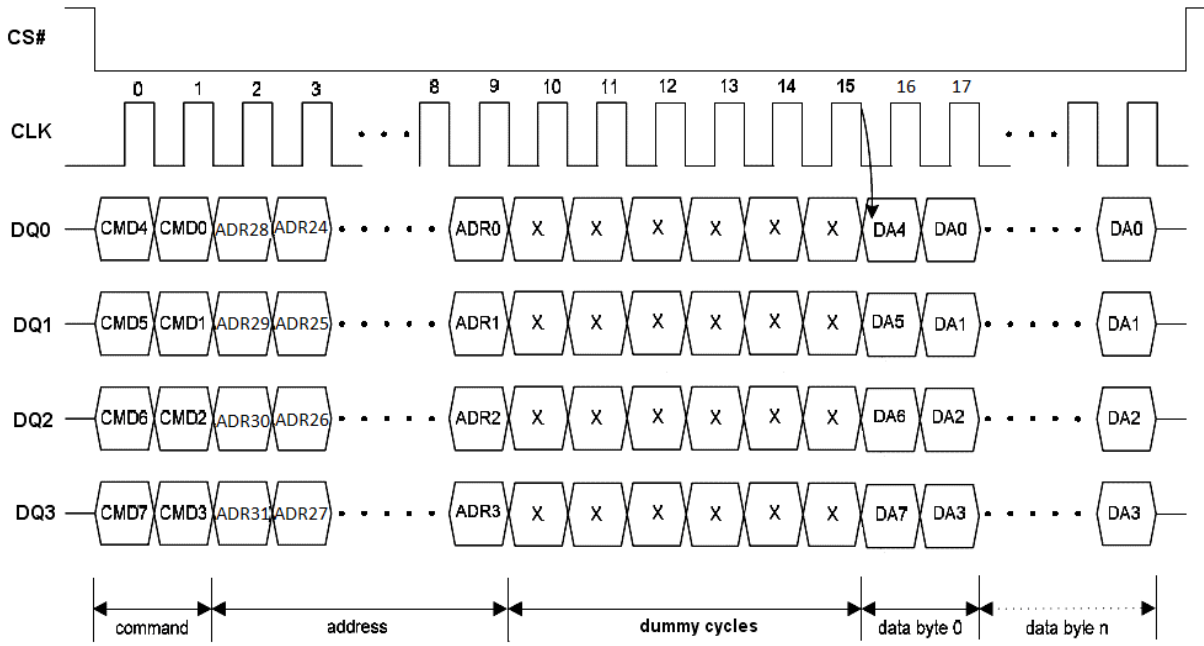 CS#
0 1 2 3 8 9 10 11 12 13 14 15 16 17
CLK
DQ0 CMD4 CMD0 ADR28 ADR24 ADR0 X X X X X X DA4 DA0 DA0
DQ1 CMD5 CMD1 ADR29 ADR25 ADR1 X X X X X X DA5 DA1 DA1
DQ2 CMD6 CMD2 ADR30 ADR26 ADR2 X X X X X X DA6 DA2 DA2
DQ3 CMD7 CMD3 ADR31 ADR27 ADR3 X X X X X X DA7 DA3 DA3
command address dummy cycles data byle 0 data byle n